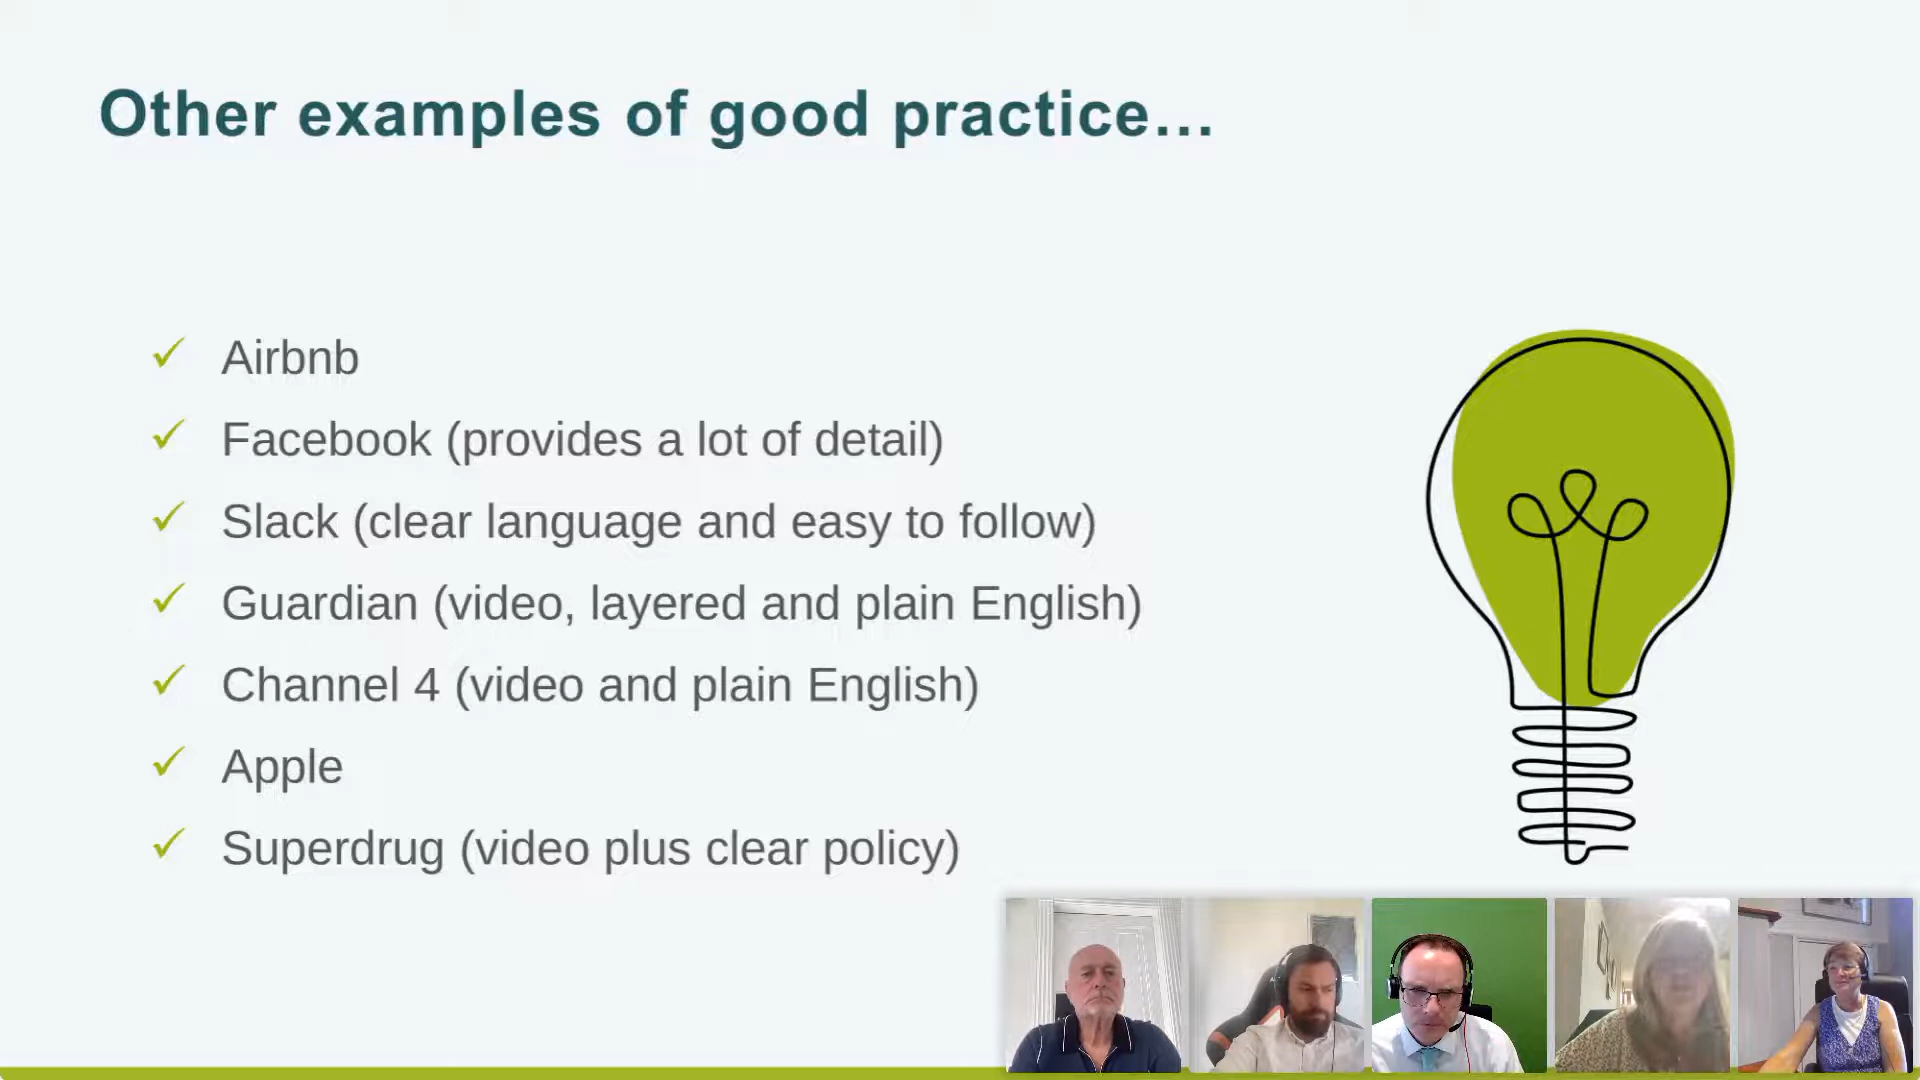 Other examples of good practice…
Airbnb
Facebook (provides a lot of detail)
Slack (clear language and easy to follow)
Guardian (video, layered and plain English)
Channel 4 (video and plain English)
Apple
Superdrug (video plus clear policy)